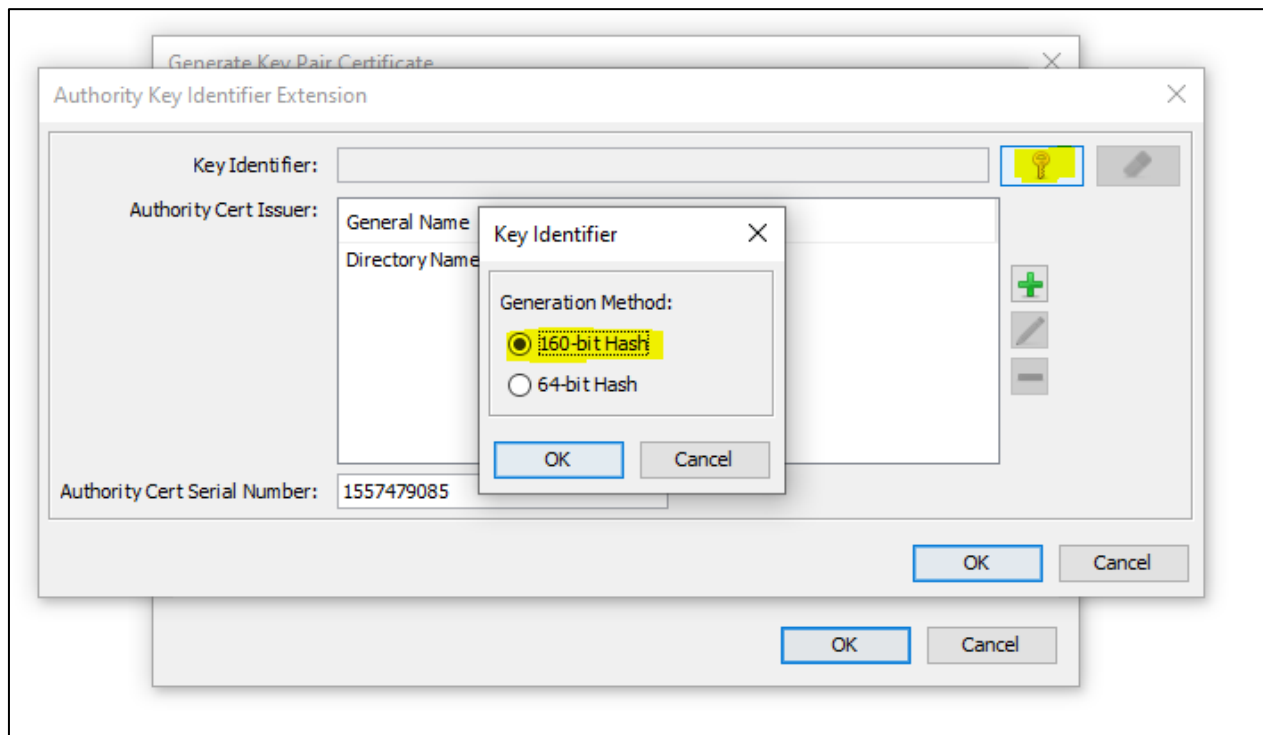 Generate Key Pair Certificate
Authority Key Identifier Extension
Key Identifier:
Authority Cert Issuer:
General Name
Directory Name
Key Identifier
Generation Method:
160-bit Hash
64-bit Hash
OK Cancel
Authority Cert Serial Number: 1557479085
OK Cancel
OK Cancel